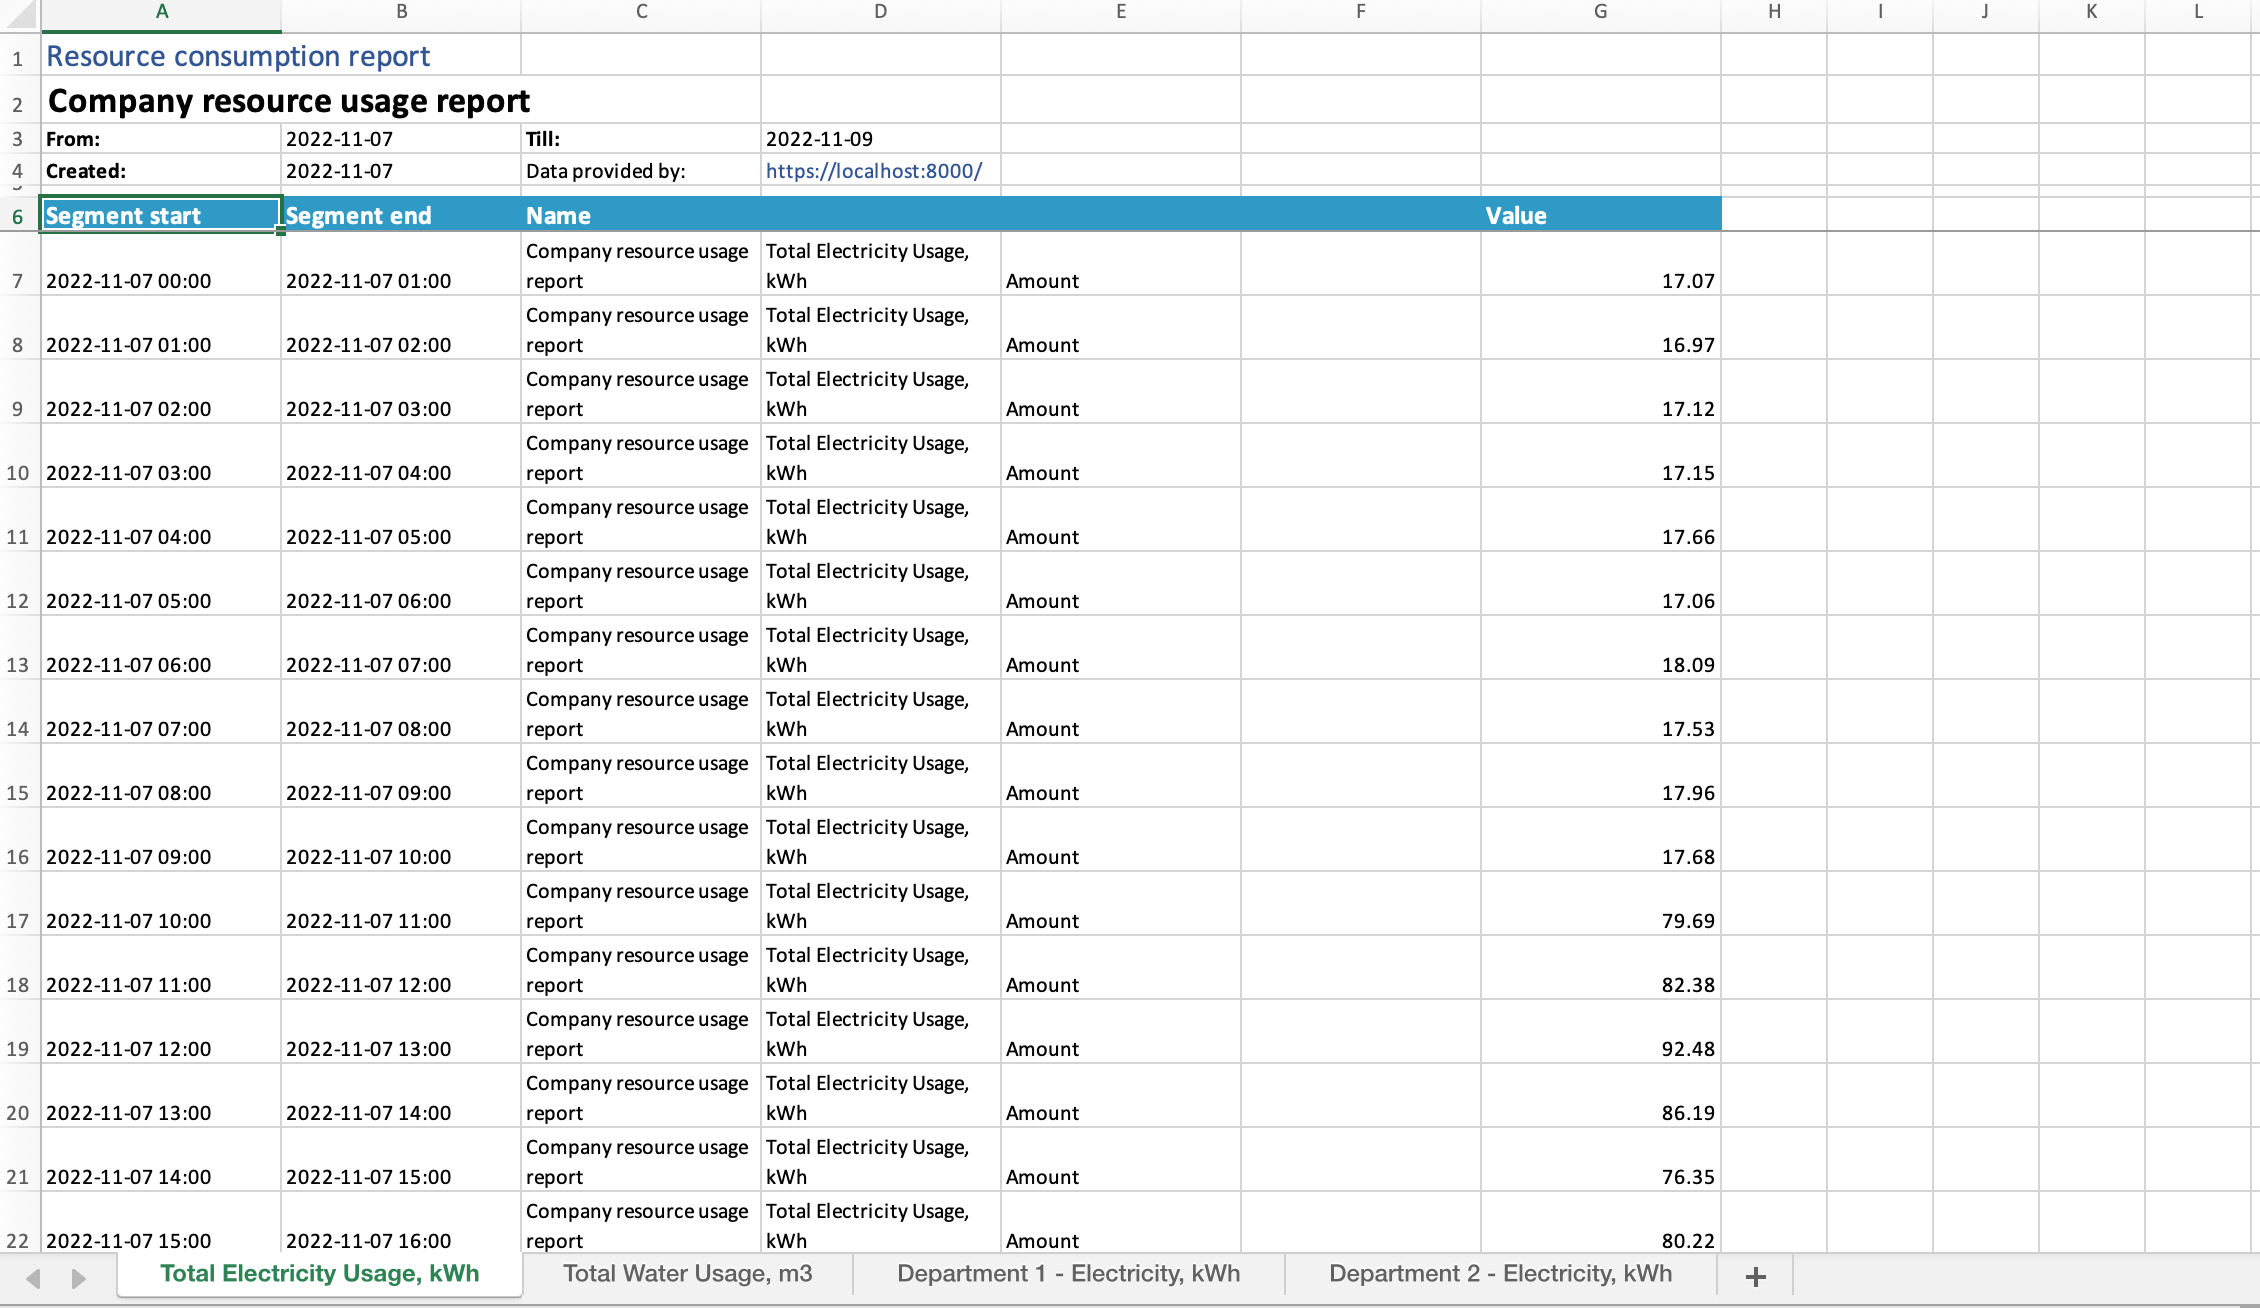 A B C D E F G H I J K L
1 Resource consumption report
2 Company resource usage report
3 From: 2022-11-07 Till: 2022-11-09
4 Created: 2022-11-07 Data provided by: https://localhost:8000/
6 Segment start Segment end Name Value
Company resource usage Total Electricity Usage,
7 2022-11-07 00:00 2022-11-07 01:00 report kWh Amount 17.07
Company resource usage Total Electricity Usage,
8 2022-11-07 01:00 2022-11-07 02:00 report kWh Amount 16.97
Company resource usage Total Electricity Usage,
9 2022-11-07 02:00 2022-11-07 03:00 report kWh Amount 17.12
Company resource usage Total Electricity Usage,
10 2022-11-07 03:00 2022-11-07 04:00 report kWh Amount 17.15
Company resource usage Total Electricity Usage,
11 2022-11-07 04:00 2022-11-07 05:00 report kWh Amount 17.66
Company resource usage Total Electricity Usage,
12 2022-11-07 05:00 2022-11-07 06:00 report kWh Amount 17.06
Company resource usage Total Electricity Usage,
13 2022-11-07 06:00 2022-11-07 07:00 report kWh Amount 18.09
Company resource usage Total Electricity Usage,
14 2022-11-07 07:00 2022-11-07 08:00 report kWh Amount 17.53
Company resource usage Total Electricity Usage,
15 2022-11-07 08:00 2022-11-07 09:00 report kWh Amount 17.96
Company resource usage Total Electricity Usage,
16 2022-11-07 09:00 2022-11-07 10:00 report kWh Amount 17.68
Company resource usage Total Electricity Usage,
17 2022-11-07 10:00 2022-11-07 11:00 report kWh Amount 79.69
Company resource usage Total Electricity Usage,
18 2022-11-07 11:00 2022-11-07 12:00 report kWh Amount 82.38
Company resource usage Total Electricity Usage,
19 2022-11-07 12:00 2022-11-07 13:00 report kWh Amount 92.48
Company resource usage Total Electricity Usage,
20 2022-11-07 13:00 2022-11-07 14:00 report kWh Amount 86.19
Company resource usage Total Electricity Usage,
21 2022-11-07 14:00 2022-11-07 15:00 report kWh Amount 76.35
Company resource usage Total Electricity Usage,
22 2022-11-07 15:00 2022-11-07 16:00 report kWh Amount 80.22
Total Electricity Usage, kWh Total Water Usage, m3 Department 1 - Electricity, kWh Department 2 - Electricity, kWh +